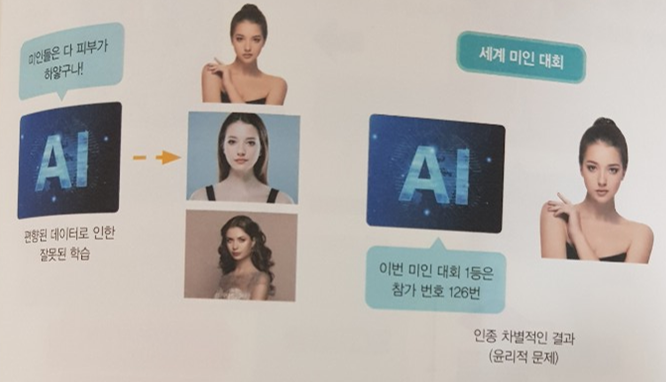 미인들은 다 피부가
하얗구나!
AI
편향된 데이터로 인한
잘못된 학습
세계 미인 대회
AI
이번 미인 대회 1등은
참가 번호 126번
인종 차별적인 결과
(윤리적 문제)